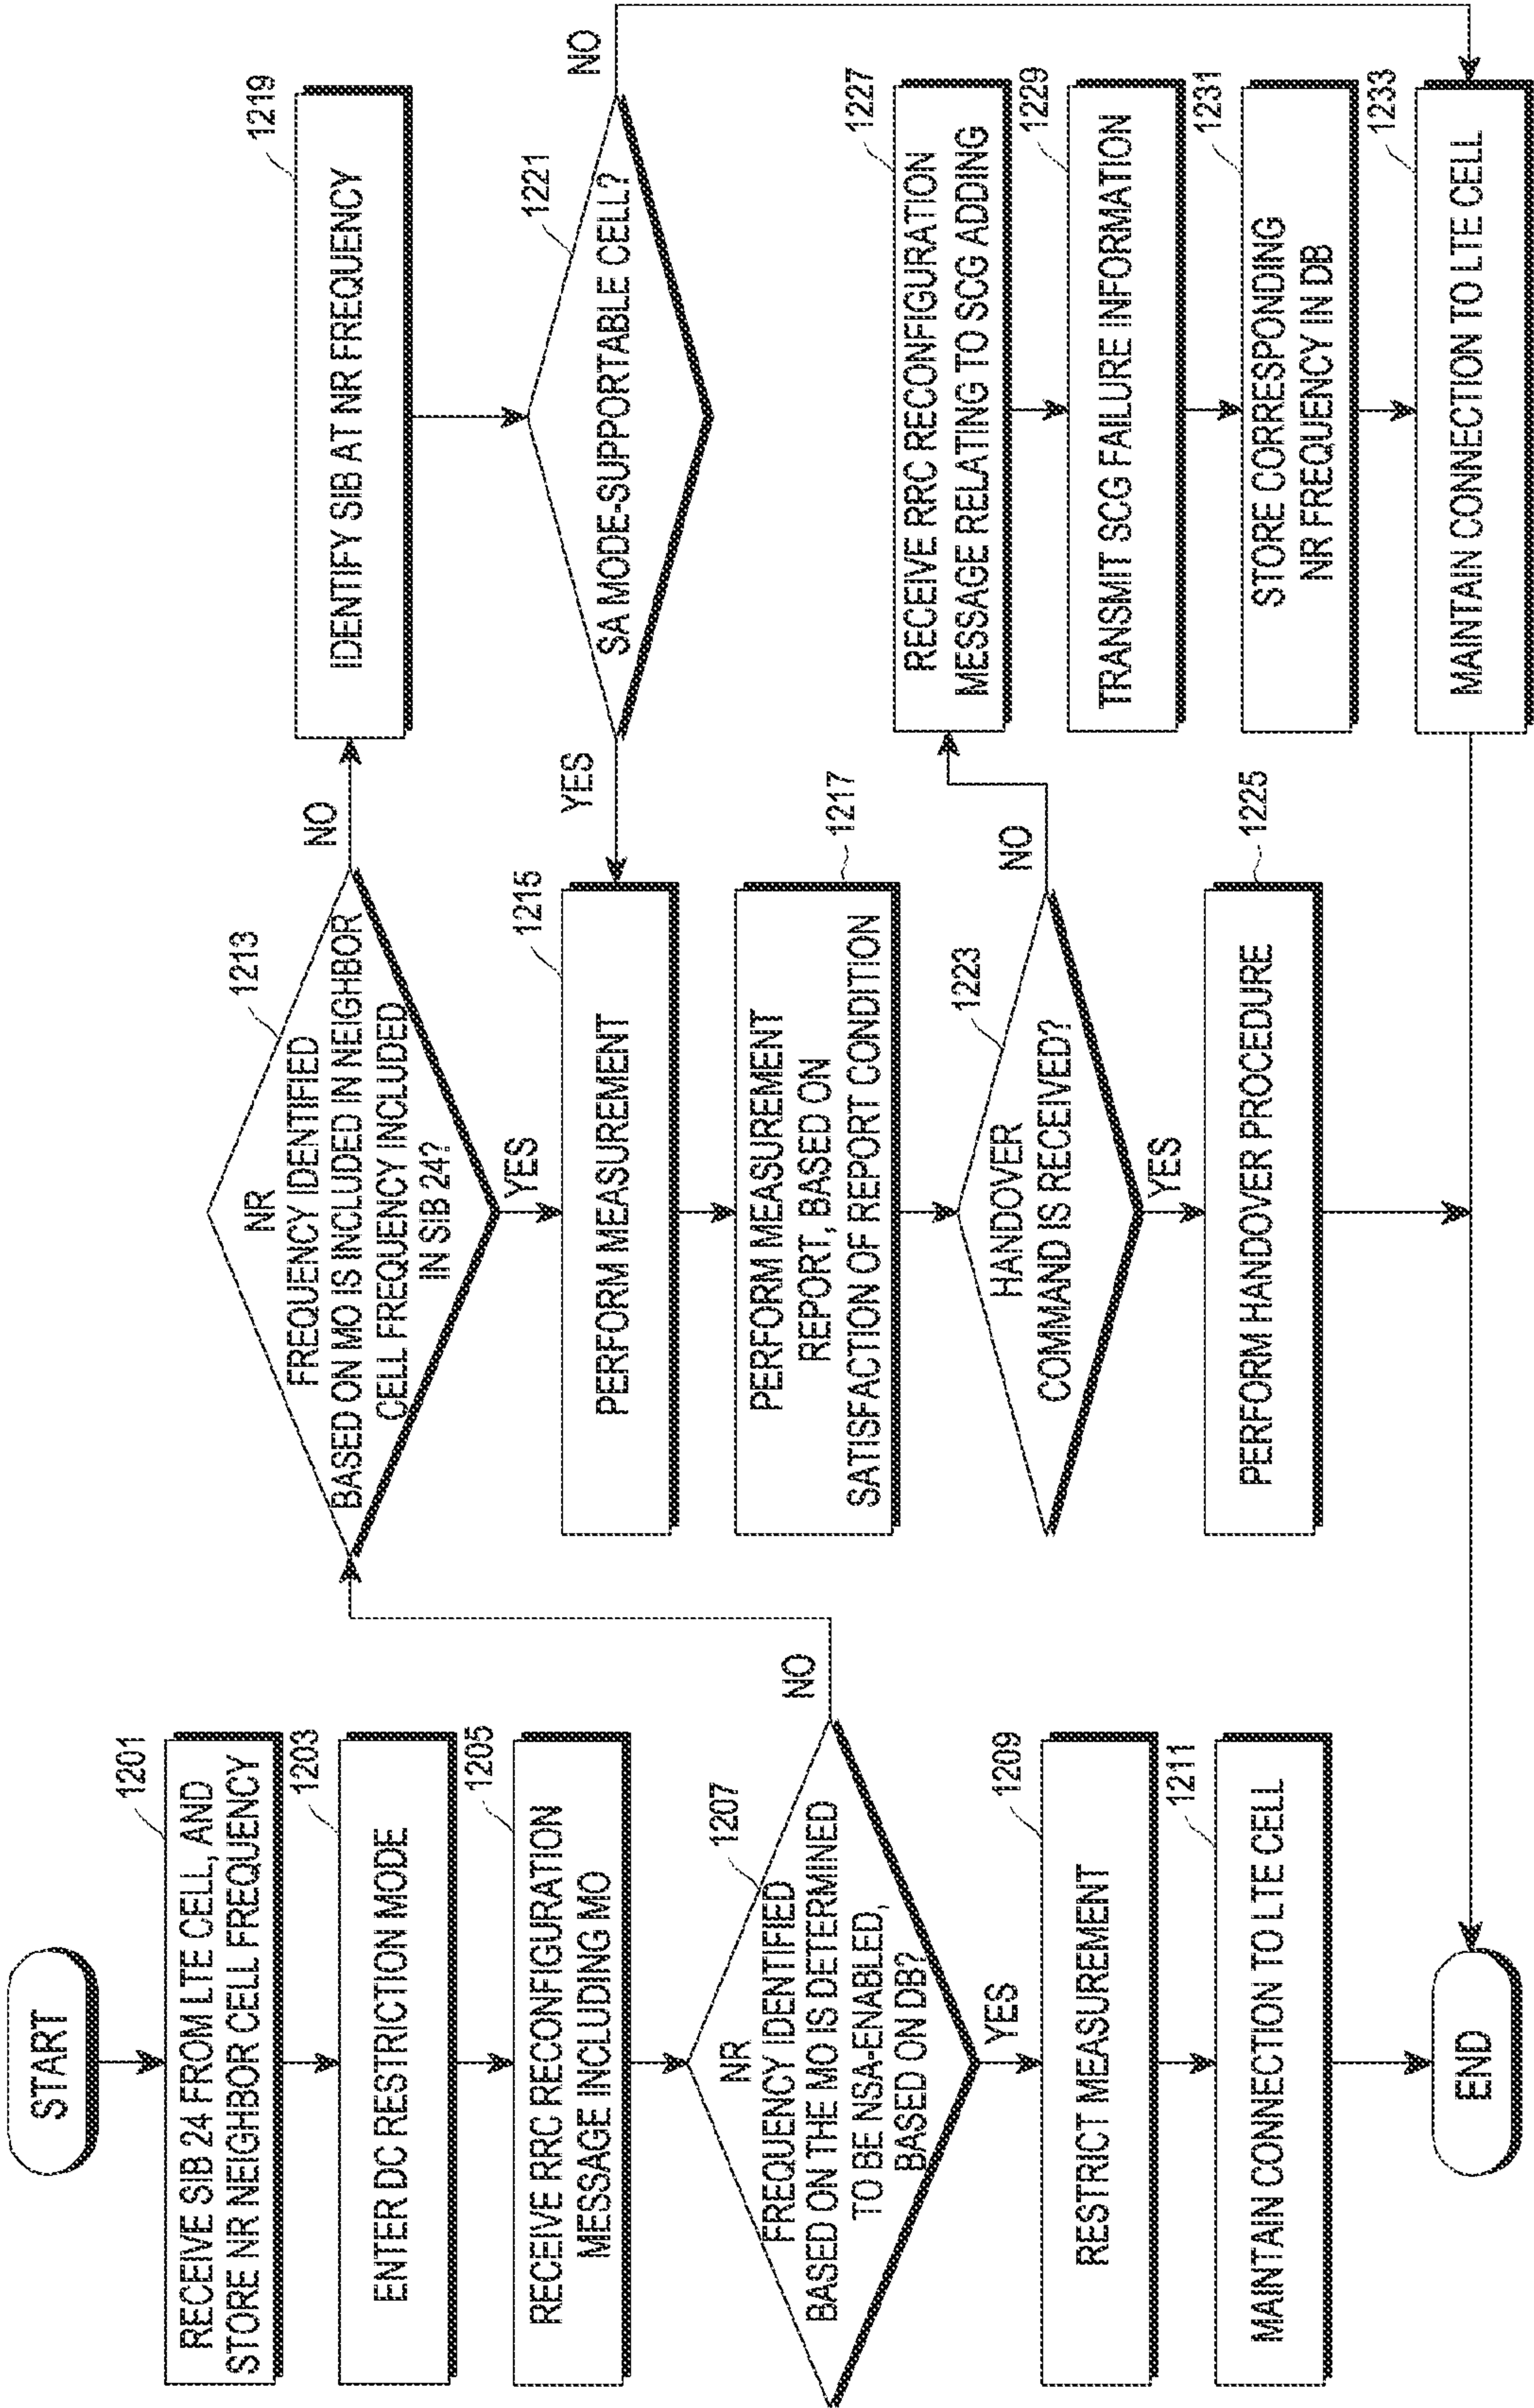 START
1201
RECEIVE SIB 24 FROM LTE CELL, AND
STORE NR NEIGHBOR CELL FREQUENCY
1203
ENTER DC RESTRICTION MODE
1205
RECEIVE RRC RECONFIGURATION
MESSAGE INCLUDING MO
1207
NR
FREQUENCY IDENTIFIED
BASED ON THE MO IS DETERMINED
TO BE NSA-ENABLED,
BASED ON DB?
NO
YES
1209
RESTRICT MEASUREMENT
1211
MAINTAIN CONNECTION TO LTE CELL
END
1213
NR
FREQUENCY IDENTIFIED
BASED ON MO IS INCLUDED IN NEIGHBOR
CELL FREQUENCY INCLUDED
IN SIB 24?
NO
YES
1215
PERFORM MEASUREMENT
1217
PERFORM MEASUREMENT
REPORT, BASED ON
SATISFACTION OF REPORT CONDITION
1223
HANDOVER
COMMAND IS RECEIVED?
NO
YES
1225
PERFORM HANDOVER PROCEDURE
1219
IDENTIFY SIB AT NR FREQUENCY
1221
SA MODE-SUPPORTABLE CELL?
YES
NO
1227
RECEIVE RRC RECONFIGURATION
MESSAGE RELATING TO SCG ADDING
1229
TRANSMIT SCG FAILURE INFORMATION
1231
STORE CORRESPONDING
NR FREQUENCY IN DB
1233
MAINTAIN CONNECTION TO LTE CELL